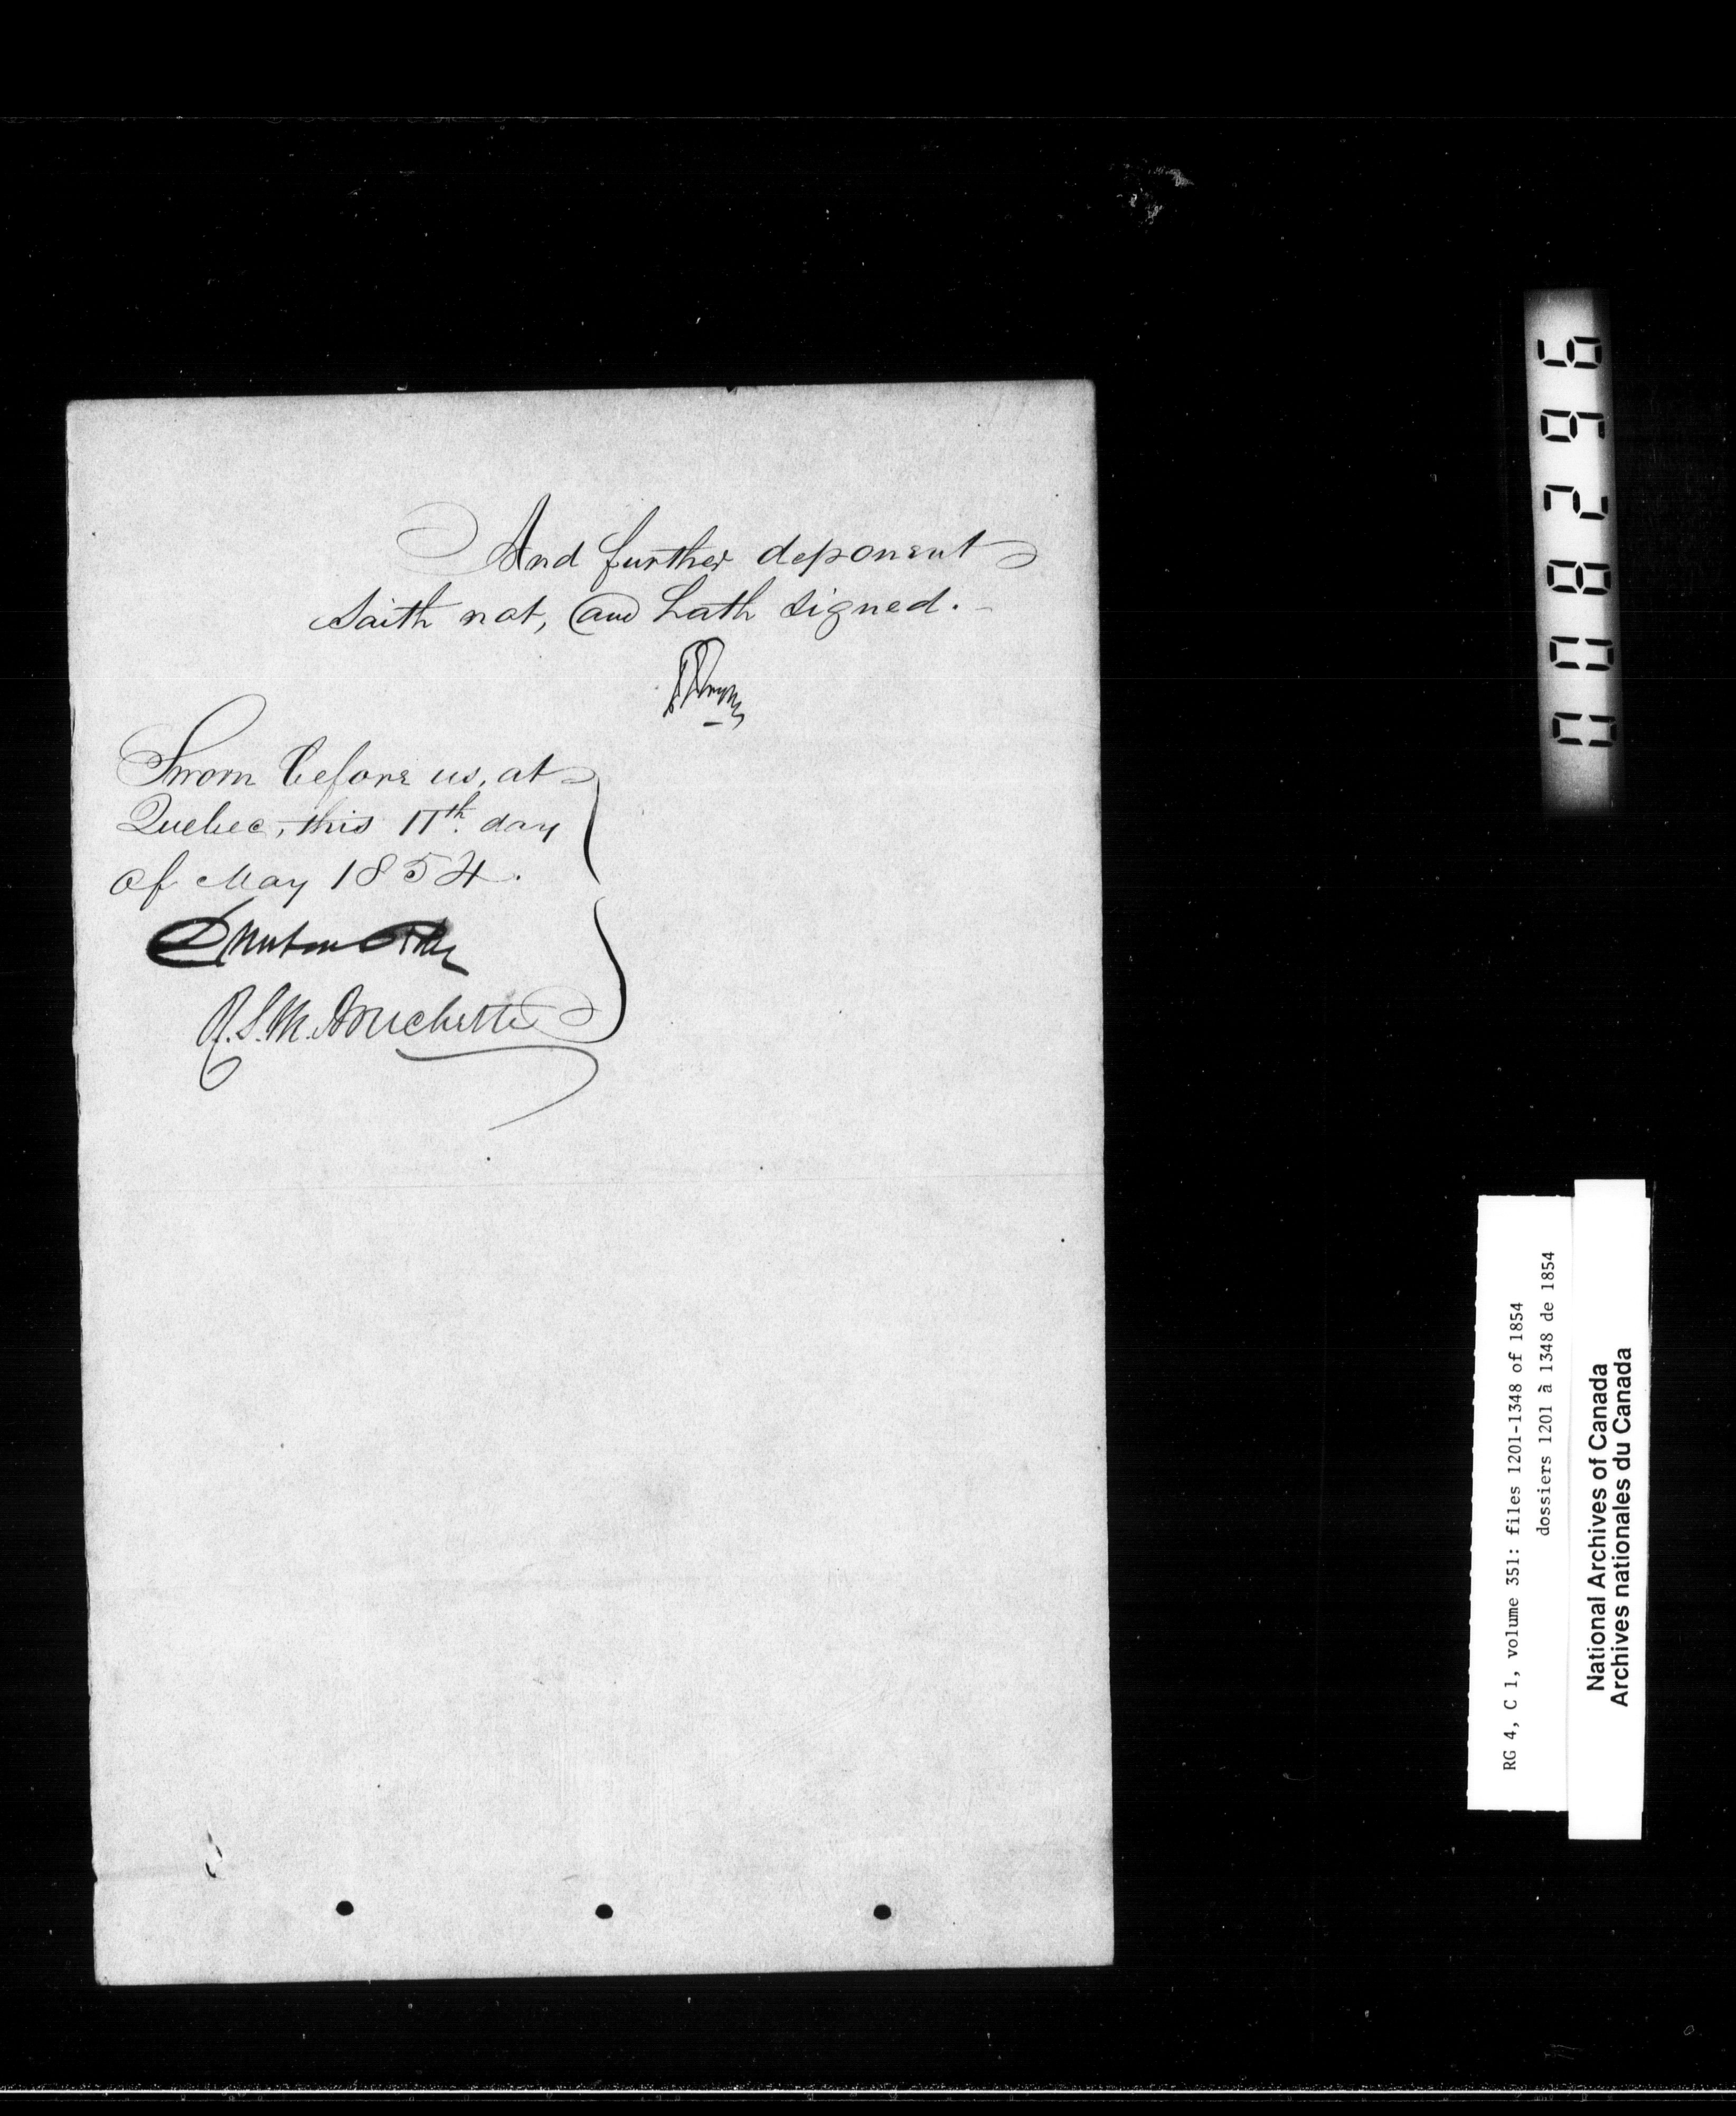 And further deponent
saith not, and hath signed.-
Sworn before us, at
Quebec, this 17th. day
of May 1854.
R.S.M. Bouchette
008296
RG 4, C 1, volume 351: files 1201-1348 of 1854
dossiers 1201 à 1348 de 1854
National Archives of Canada
Archives nationales du Canada